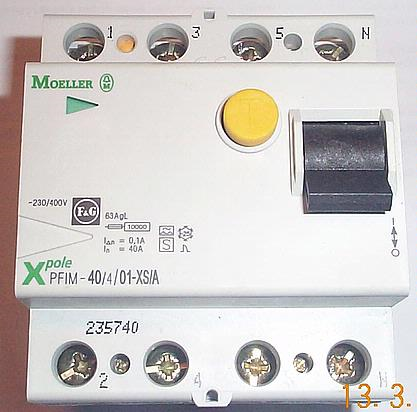 1 3 5 N
MOELLER
T
~230/400V
F&G
63AgL
10000
I∆n = 0,1A
In = 40A
S
I
O
Xpole
PFIM-40/4/01-XS/A
235740
2 4
13. 3.